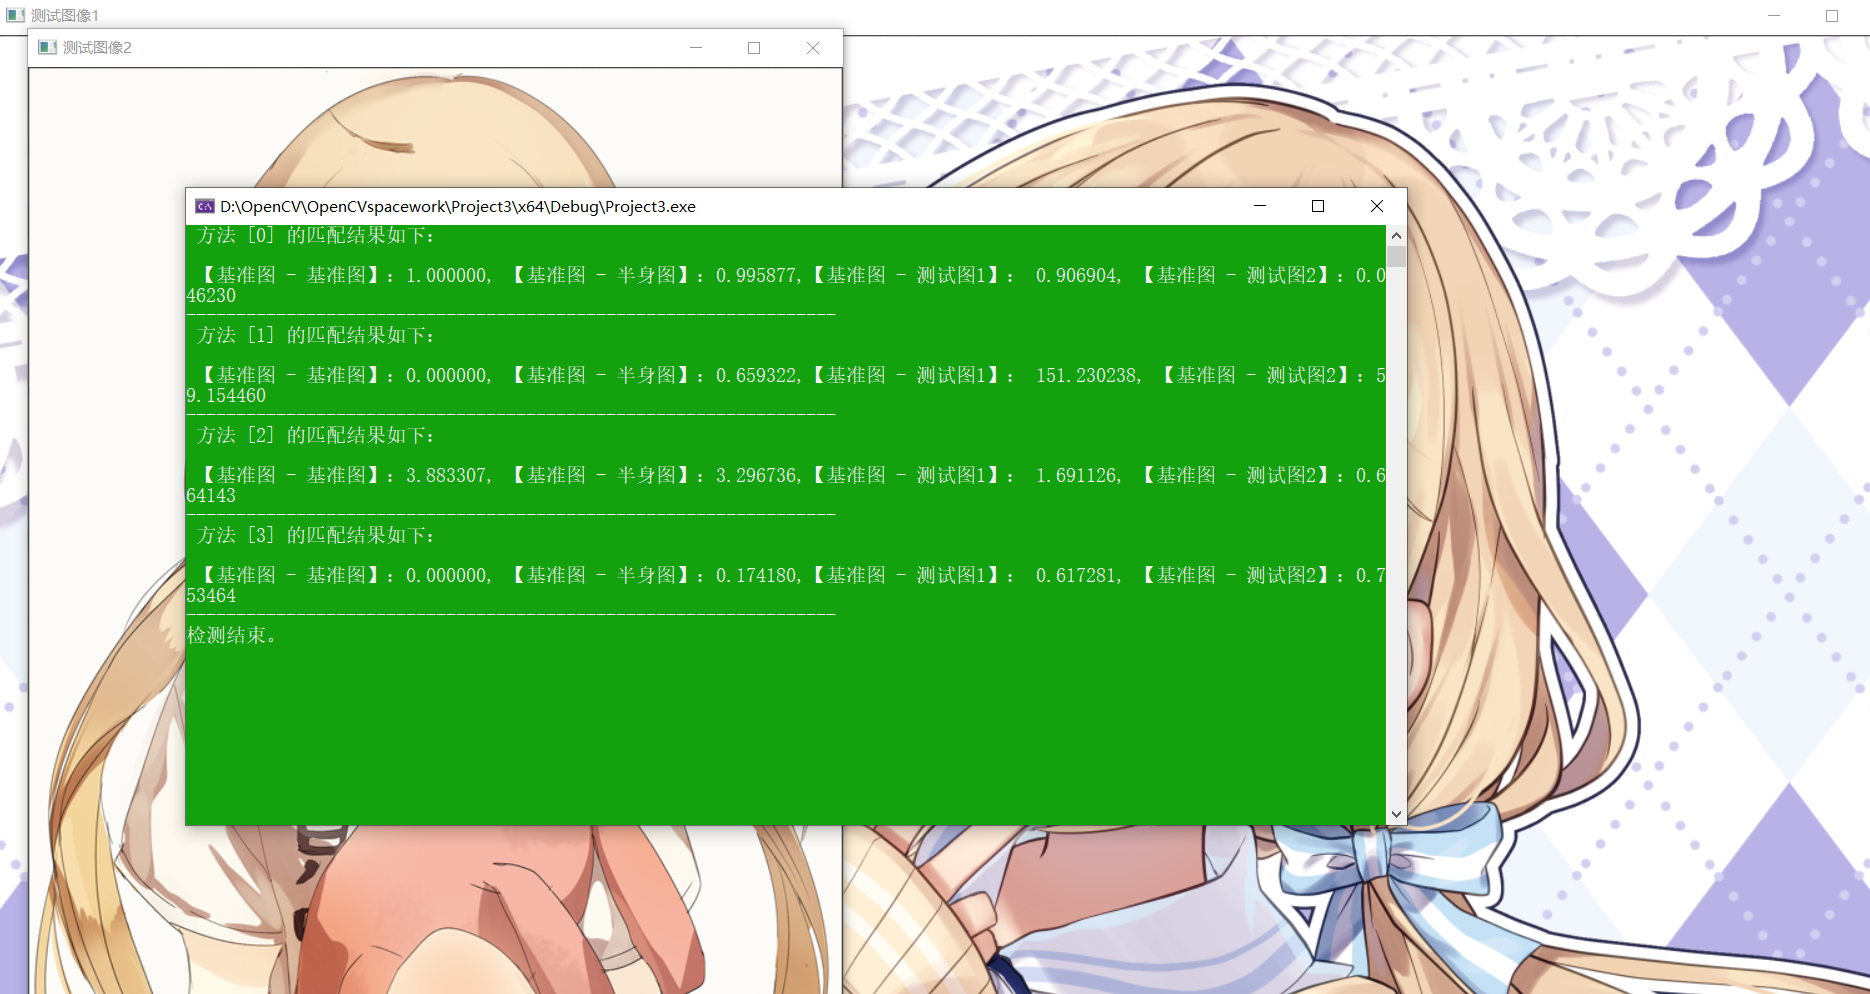 测试图像1
测试图像2
D:\OpenCV\OpenCVspacework\Project3\x64\Debug\Project3.exe
方法 [0] 的匹配结果如下：
【基准图 - 基准图】：1.000000, 【基准图 - 半身图】：0.995877,【基准图 - 测试图1】： 0.906904, 【基准图 - 测试图2】：0.0
46230
-----------------------------------------------------------------
方法 [1] 的匹配结果如下：
【基准图 - 基准图】：0.000000, 【基准图 - 半身图】：0.659322,【基准图 - 测试图1】： 151.230238, 【基准图 - 测试图2】：5
9.154460
-----------------------------------------------------------------
方法 [2] 的匹配结果如下：
【基准图 - 基准图】：3.883307, 【基准图 - 半身图】：3.296736,【基准图 - 测试图1】： 1.691126, 【基准图 - 测试图2】：0.6
64143
-----------------------------------------------------------------
方法 [3] 的匹配结果如下：
【基准图 - 基准图】：0.000000, 【基准图 - 半身图】：0.174180,【基准图 - 测试图1】： 0.617281, 【基准图 - 测试图2】：0.7
53464
-----------------------------------------------------------------
检测结束。